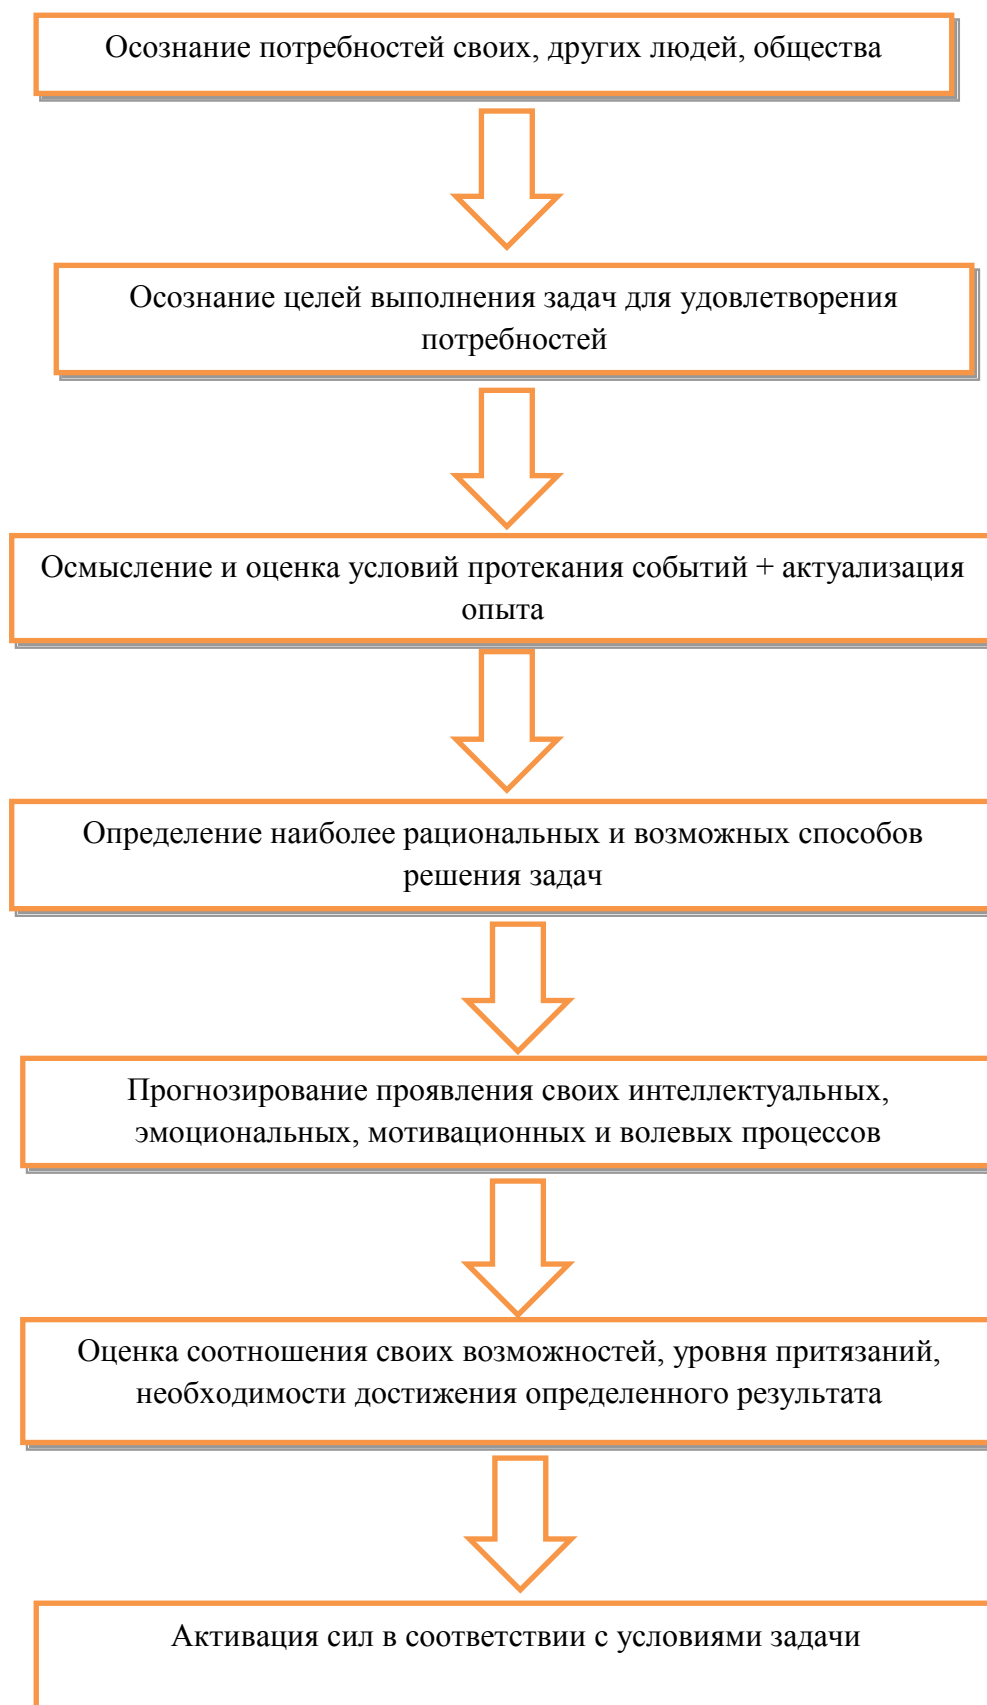 Осознание потребностей своих, других людей, общества
Осознание целей выполнения задач для удовлетворения
потребностей
Осмысление и оценка условий протекания событий + актуализация
опыта
Определение наиболее рациональных и возможных способов
решения задач
Прогнозирование проявления своих интеллектуальных,
эмоциональных, мотивационных и волевых процессов
Оценка соотношения своих возможностей, уровня притязаний,
необходимости достижения определенного результата
Активация сил в соответствии с условиями задачи